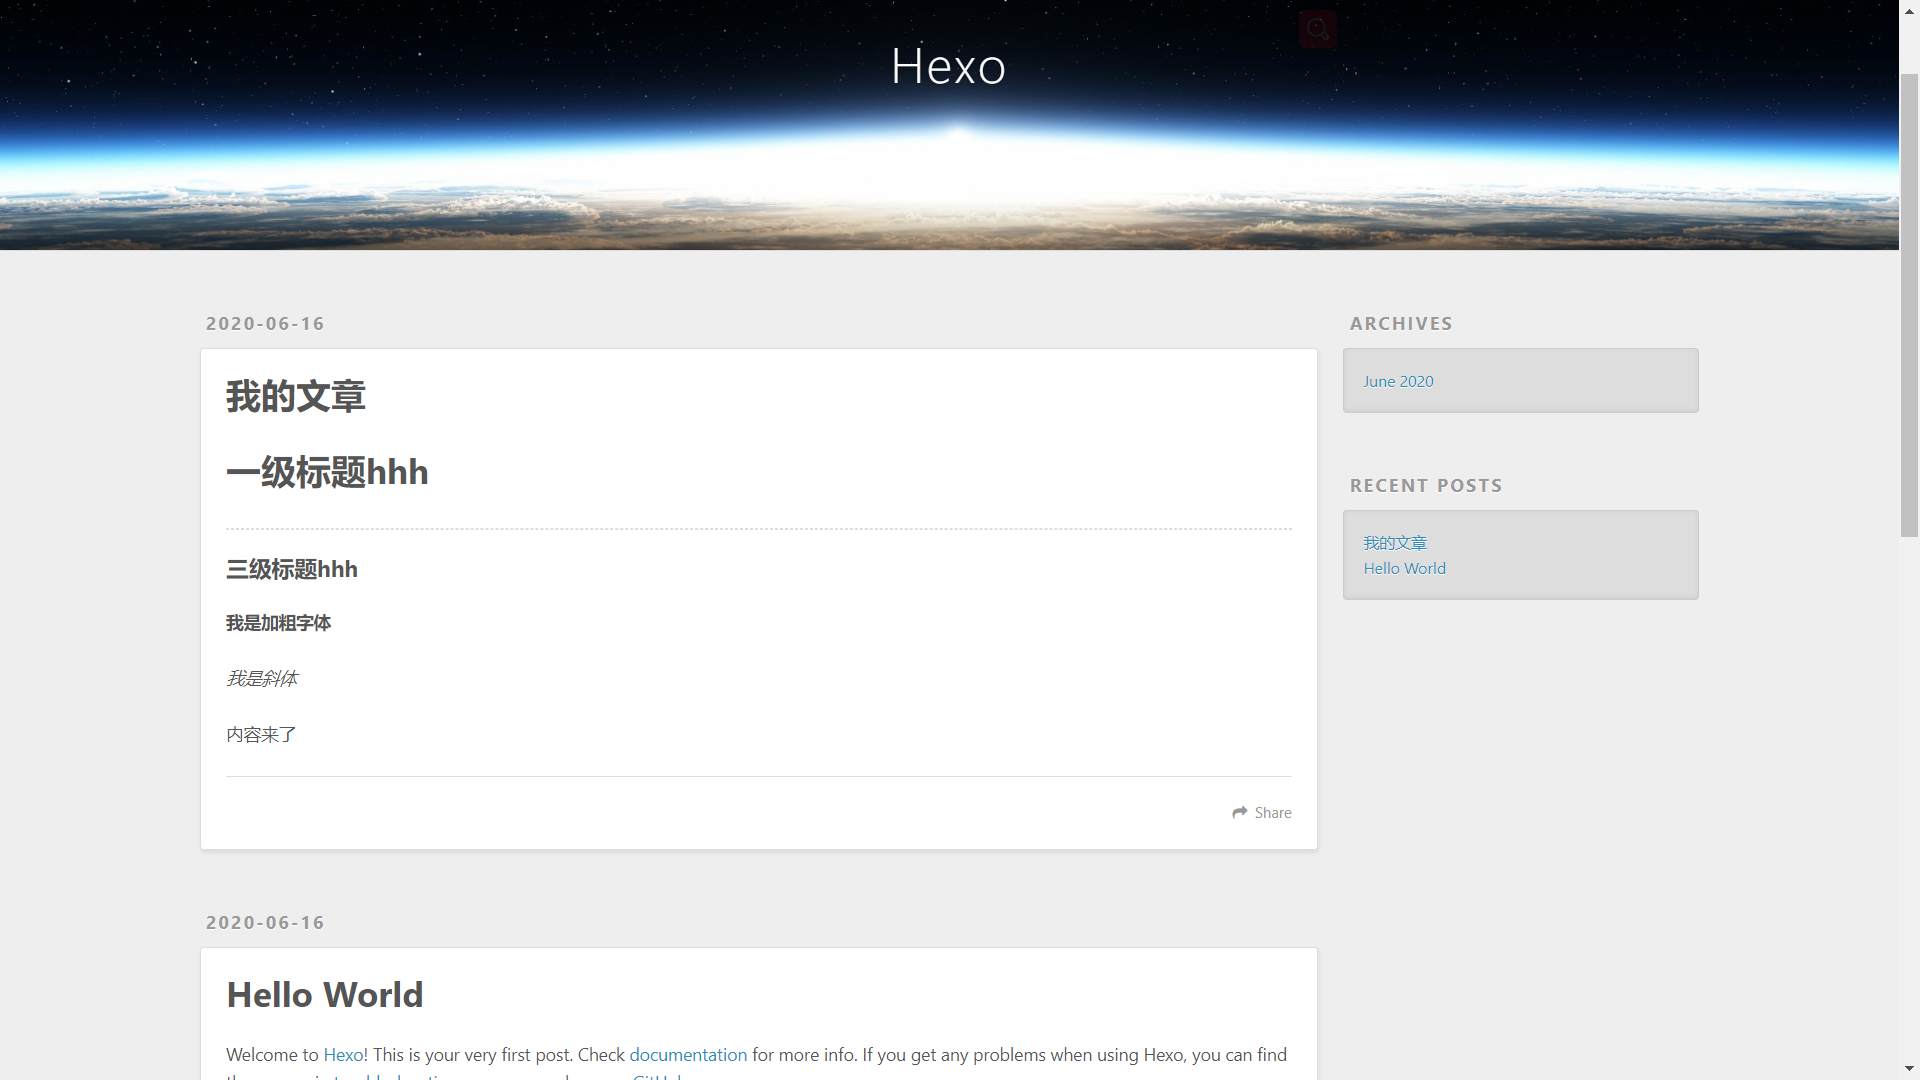 Hexo
2020-06-16
我的文章
一级标题hhh
三级标题hhh
我是加粗字体
我是斜体
内容来了
Share
ARCHIVES
June 2020
RECENT POSTS
我的文章
Hello World
2020-06-16
Hello World
Welcome to Hexo! This is your very first post. Check documentation for more info. If you get any problems when using Hexo, you can find